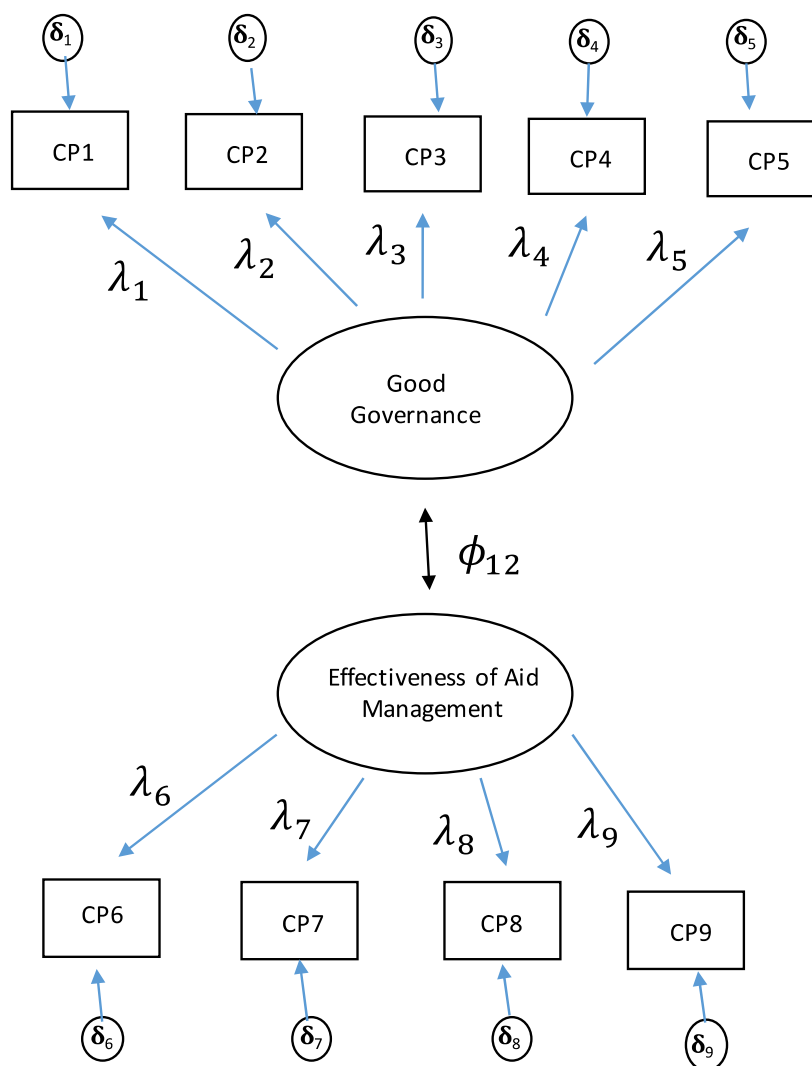 δ₁ δ₂ δ₃ δ₄ δ₅
CP1 CP2 CP3 CP4 CP5
λ₁ λ₂ λ₃ λ₄ λ₅
Good
Governance
ϕ₁₂
Effectiveness of Aid
Management
λ₆ λ₇ λ₈ λ₉
CP6 CP7 CP8 CP9
δ₆ δ₇ δ₈ δ₉